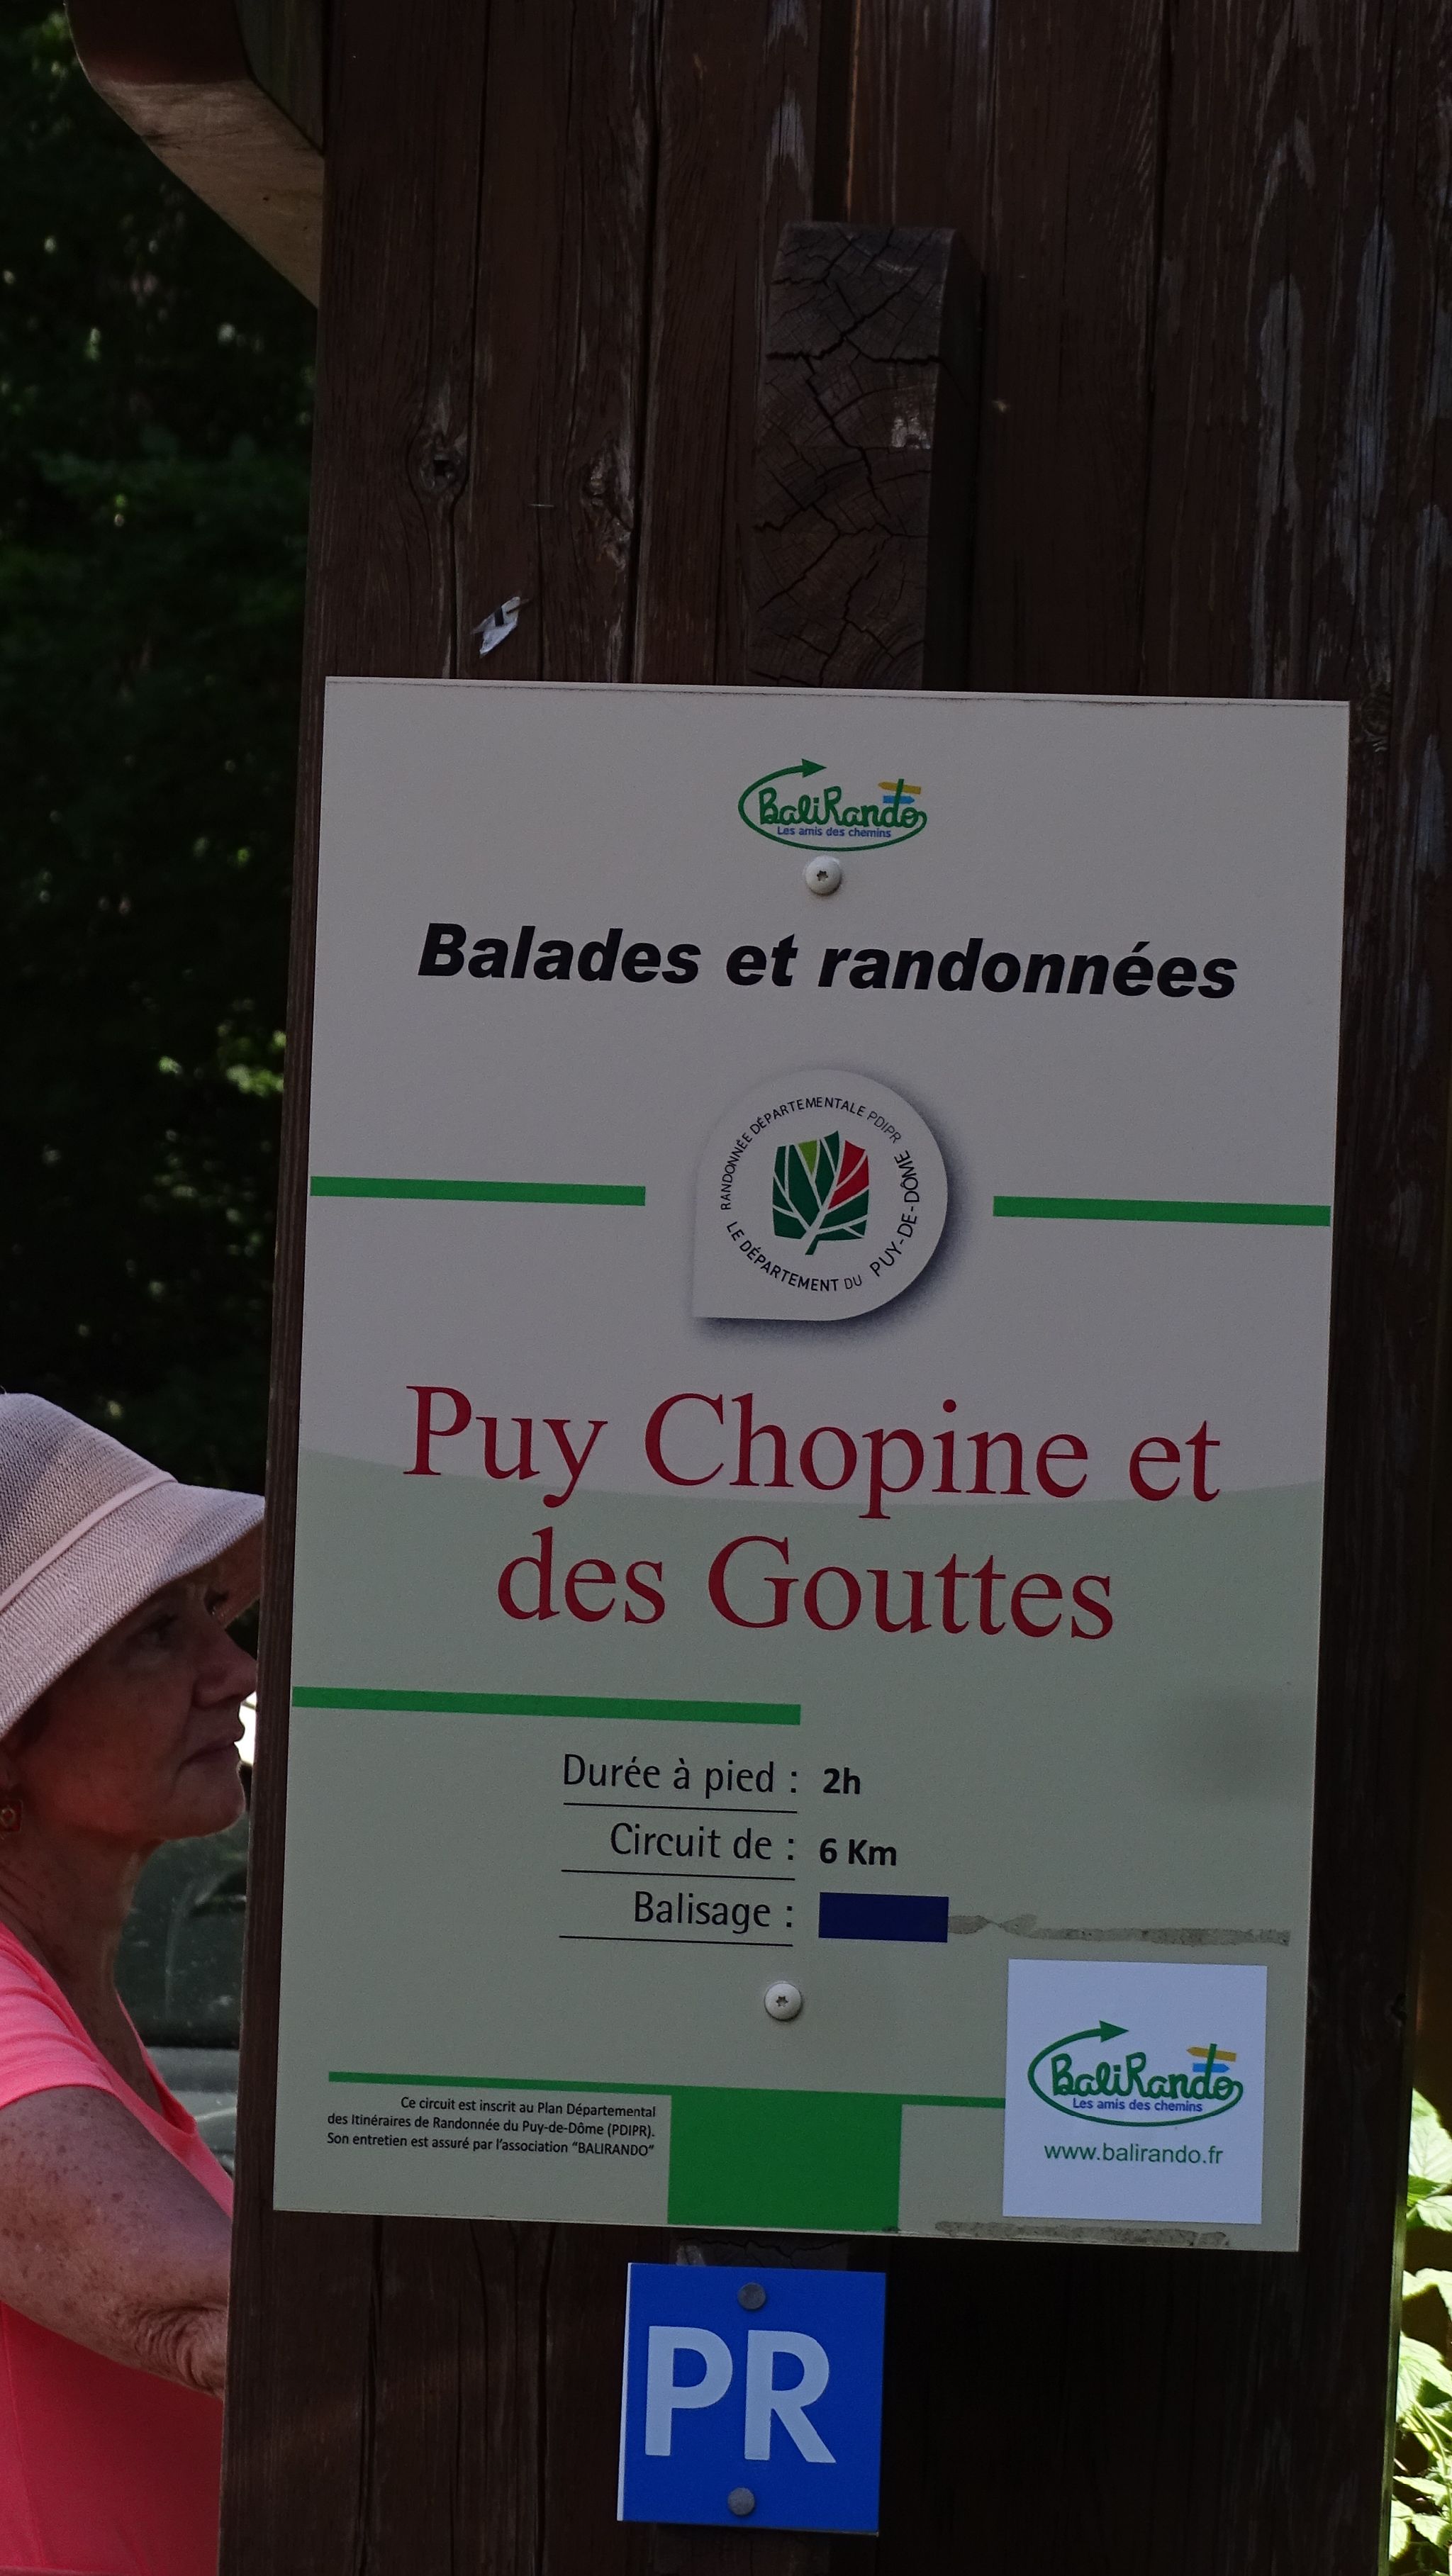 BaliRando
Les amis des chemins
Balades et randonnées
RANDONNÉE DÉPARTEMENTALE PDIPR
LE DÉPARTEMENT DU PUY-DE-DÔME
Puy Chopine et
des Gouttes
Durée à pied : 2h
Circuit de : 6 Km
Balisage :
Ce circuit est inscrit au Plan Départemental
des Itinéraires de Randonnée du Puy-de-Dôme (PDIPR).
Son entretien est assuré par l'association "BALIRANDO"
BaliRando
Les amis des chemins
www.balirando.fr
PR